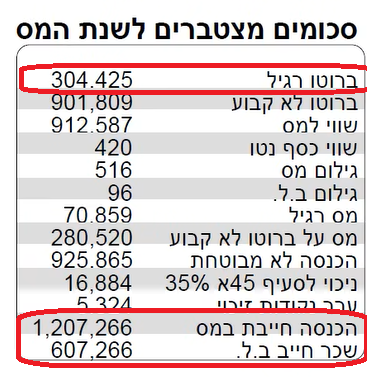 סכומים מצטברים לשנת המס
ברוטו רגיל 304.425
ברוטו לא קבוע 901,809
שווי למס 912.587
שווי כסף נטו 420
גילום מס 516
גילום ב.ל. 96
מס רגיל 70.859
מס על ברוטו לא קבוע 280,520
הכנסה לא מבוטחת 925.865
ניכוי לסעיף 45א 35% 16,884
ערך נקודות זיכוי 5,324
הכנסה חייבת במס 1,207,266
שכר חייב ב.ל. 607,266